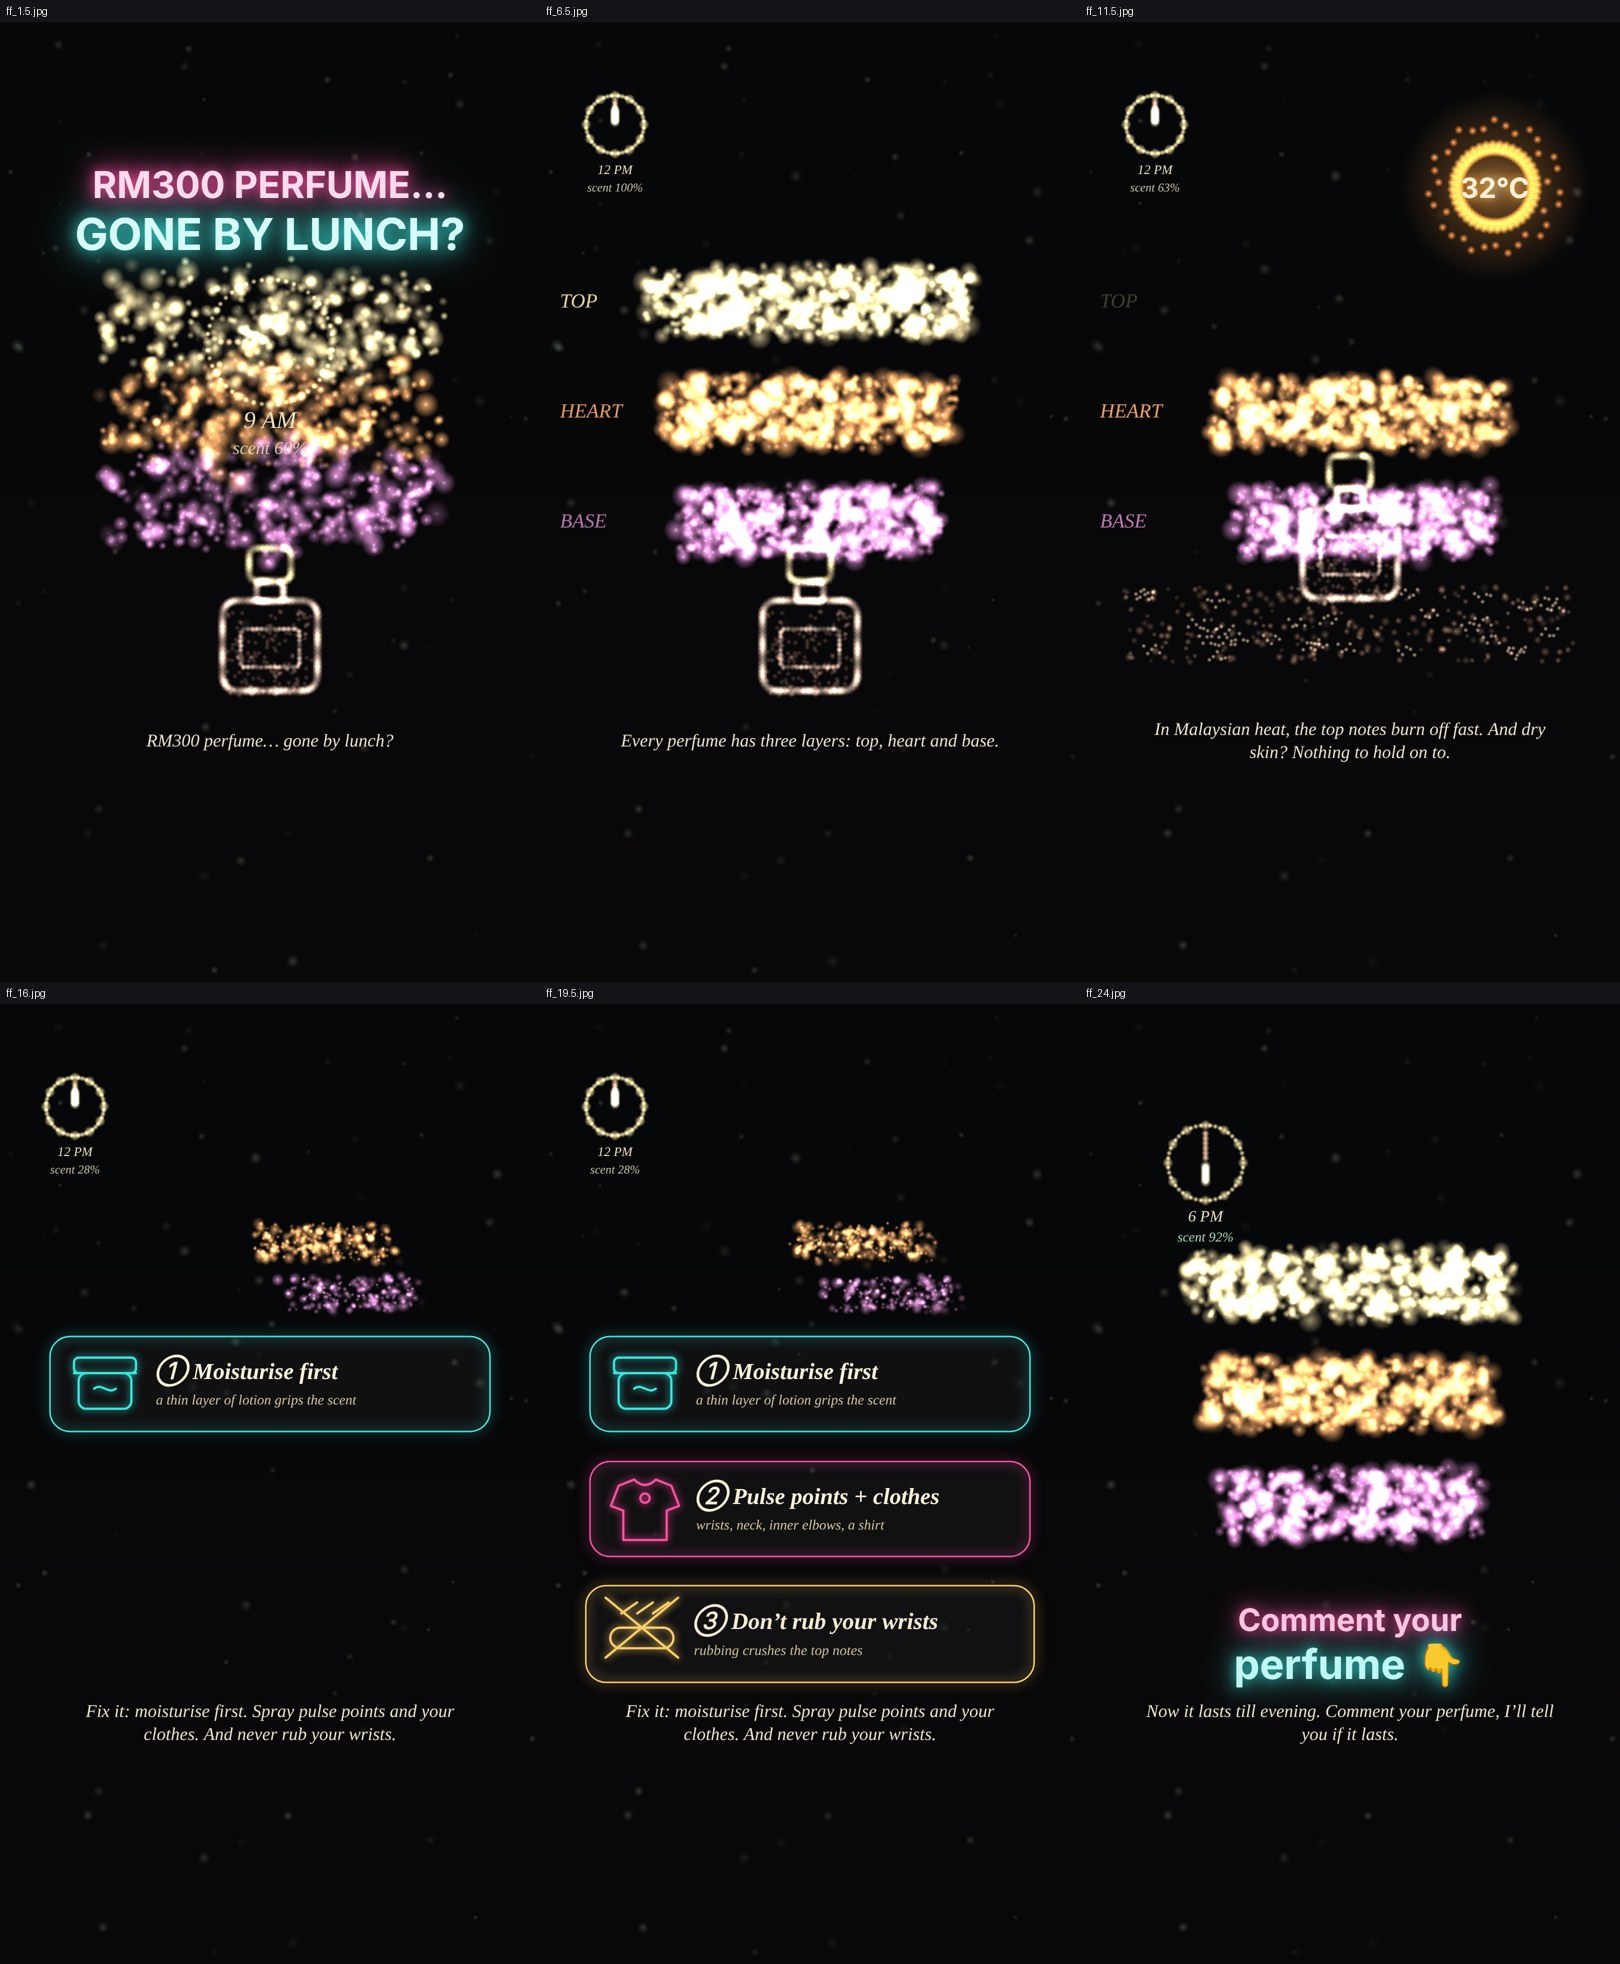 ff_1.5.jpg
RM300 PERFUME...
GONE BY LUNCH?
9 AM
scent 60%
RM300 perfume… gone by lunch?
ff_6.5.jpg
12 PM
scent 100%
TOP
HEART
BASE
Every perfume has three layers: top, heart and base.
ff_11.5.jpg
12 PM
scent 63%
32°C
TOP
HEART
BASE
In Malaysian heat, the top notes burn off fast. And dry
skin? Nothing to hold on to.
ff_16.jpg
12 PM
scent 28%
① Moisturise first
a thin layer of lotion grips the scent
Fix it: moisturise first. Spray pulse points and your
clothes. And never rub your wrists.
ff_19.5.jpg
12 PM
scent 28%
① Moisturise first
a thin layer of lotion grips the scent
② Pulse points + clothes
wrists, neck, inner elbows, a shirt
③ Don’t rub your wrists
rubbing crushes the top notes
Fix it: moisturise first. Spray pulse points and your
clothes. And never rub your wrists.
ff_24.jpg
6 PM
scent 92%
Comment your
perfume 👇
Now it lasts till evening. Comment your perfume, I’ll tell
you if it lasts.